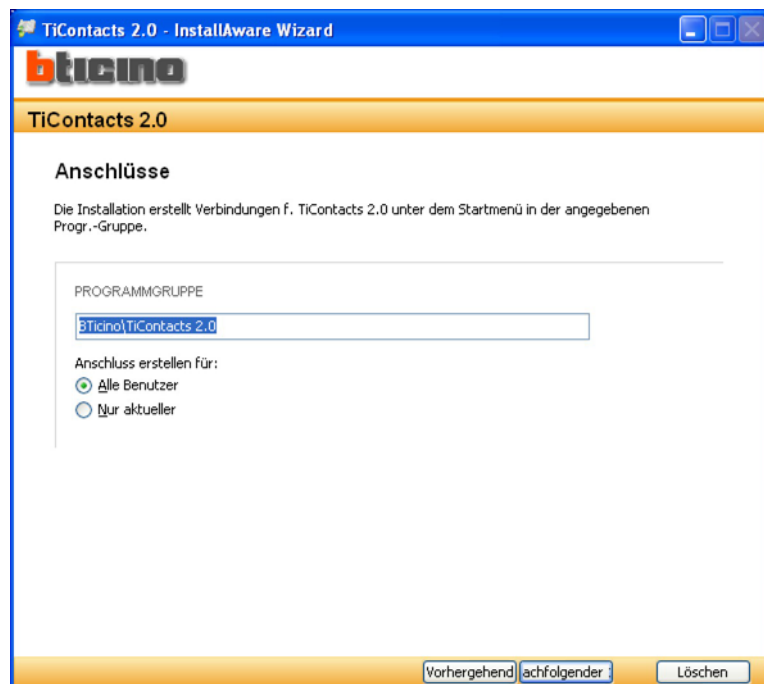 TiContacts 2.0 - InstallAware Wizard
bticino
TiContacts 2.0
Anschlüsse
Die Installation erstellt Verbindungen f. TiContacts 2.0 unter dem Startmenü in der angegebenen
Progr.-Gruppe.
PROGRAMMGRUPPE
BTicino\TiContacts 2.0
Anschluss erstellen für:
Alle Benutzer
Nur aktueller
Vorhergehend achfolgender Löschen